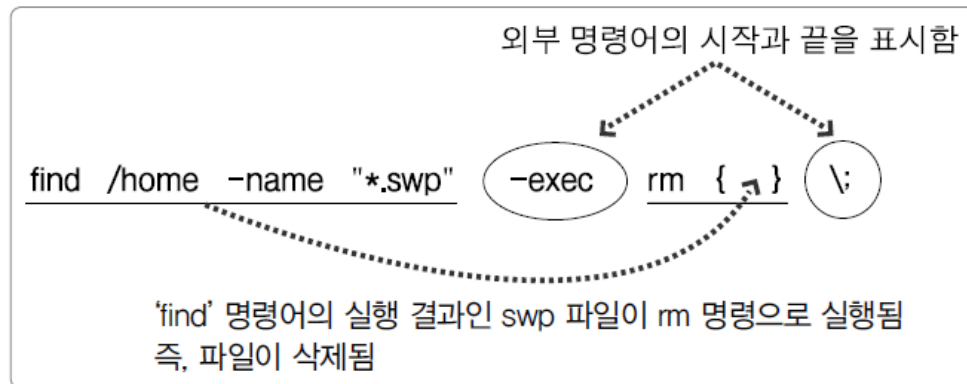 외부 명령어의 시작과 끝을 표시함
find /home -name "*.swp" -exec rm { } \;
'find' 명령어의 실행 결과인 swp 파일이 rm 명령으로 실행됨
즉, 파일이 삭제됨